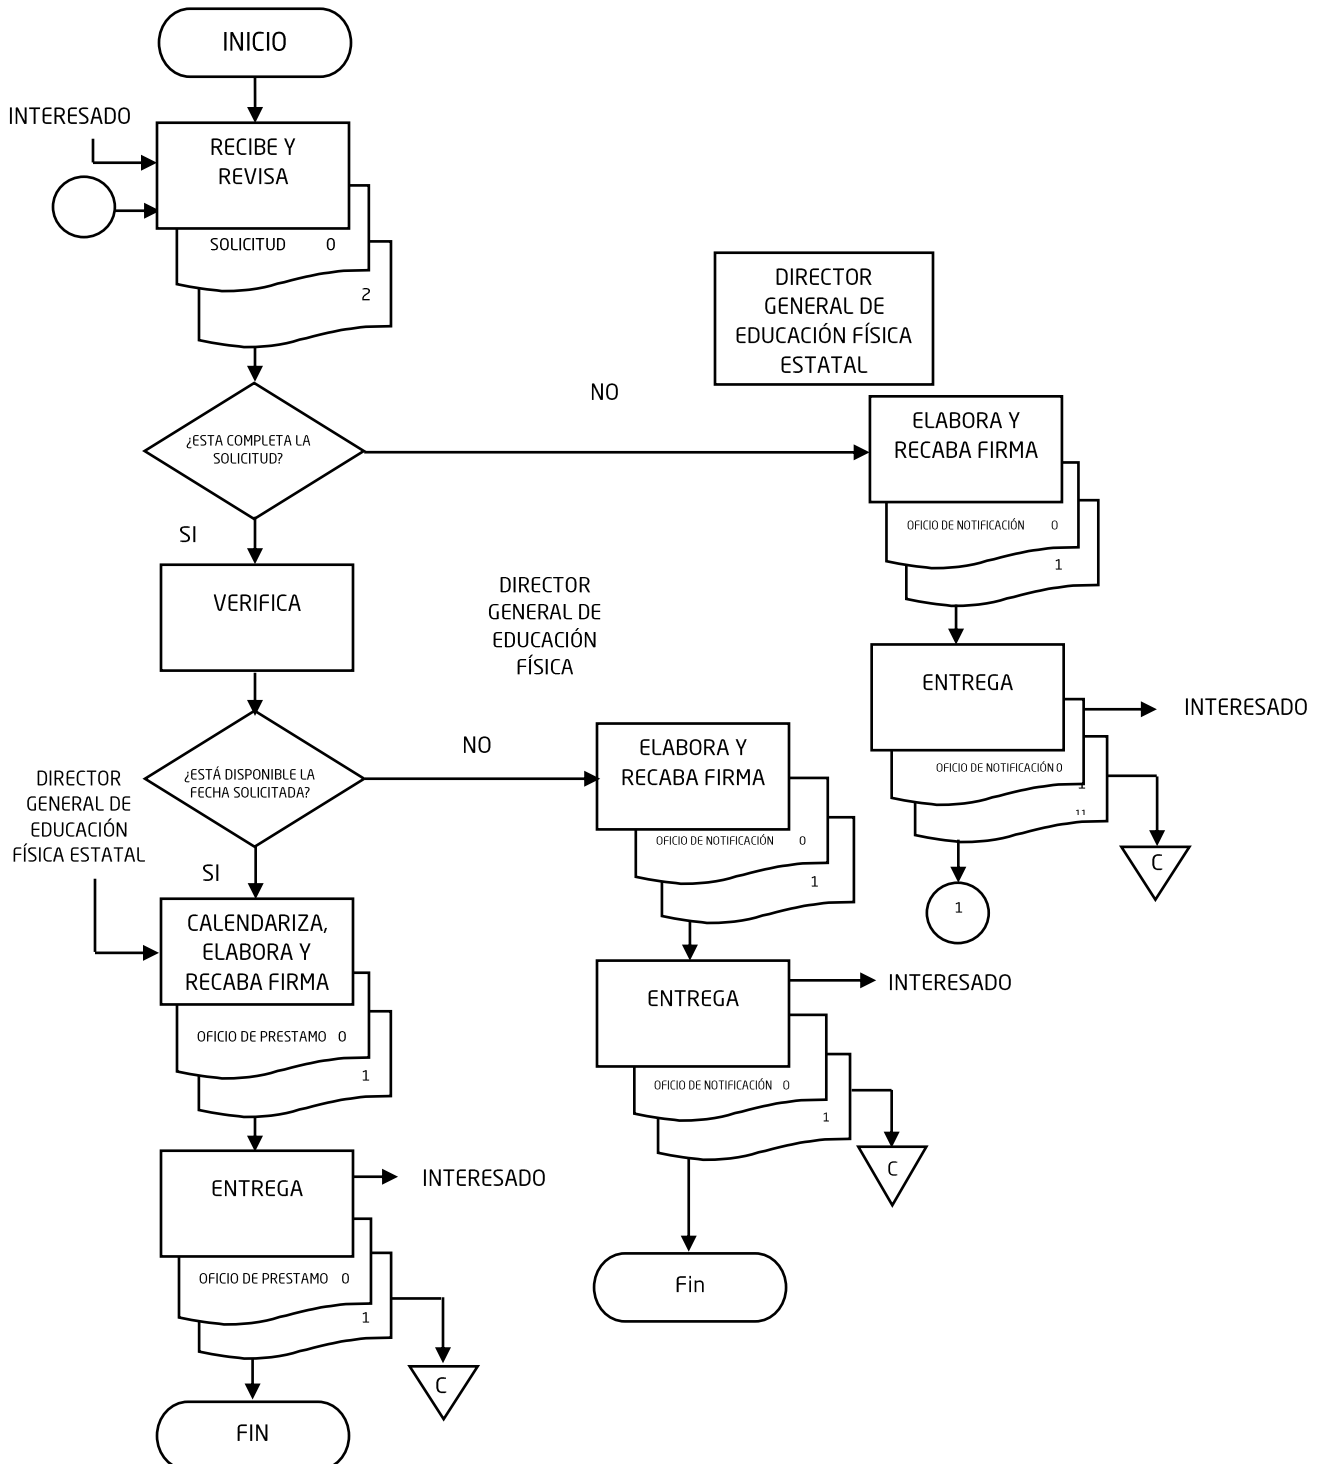 INICIO
INTERESADO
RECIBE Y
REVISA
SOLICITUD 0
2
DIRECTOR
GENERAL DE
EDUCACIÓN FÍSICA
ESTATAL
NO
¿ESTA COMPLETA LA
SOLICITUD?
ELABORA Y
RECABA FIRMA
OFICIO DE NOTIFICACIÓN 0
1
SI
VERIFICA
DIRECTOR
GENERAL DE
EDUCACIÓN
FÍSICA
ENTREGA
INTERESADO
OFICIO DE NOTIFICACIÓN 0
1
11
C
1
NO
¿ESTÁ DISPONIBLE LA
FECHA SOLICITADA?
ELABORA Y
RECABA FIRMA
OFICIO DE NOTIFICACIÓN 0
1
DIRECTOR
GENERAL DE
EDUCACIÓN
FÍSICA ESTATAL
SI
CALENDARIZA,
ELABORA Y
RECABA FIRMA
OFICIO DE PRESTAMO 0
1
ENTREGA
INTERESADO
OFICIO DE NOTIFICACIÓN 0
1
C
Fin
ENTREGA
INTERESADO
OFICIO DE PRESTAMO 0
1
C
FIN